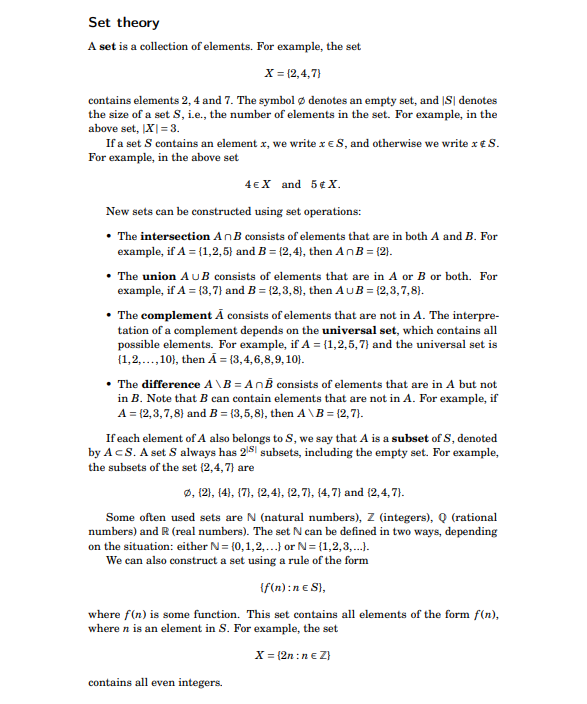 Set theory
A set is a collection of elements. For example, the set
X = {2,4,7}
contains elements 2, 4 and 7. The symbol ∅ denotes an empty set, and |S| denotes
the size of a set S, i.e., the number of elements in the set. For example, in the
above set, |X| = 3.
If a set S contains an element x, we write x ∈ S, and otherwise we write x ∉ S.
For example, in the above set
4 ∈ X and 5 ∉ X.
New sets can be constructed using set operations:
• The intersection A ∩ B consists of elements that are in both A and B. For
example, if A = {1,2,5} and B = {2,4}, then A ∩ B = {2}.
• The union A ∪ B consists of elements that are in A or B or both. For
example, if A = {3,7} and B = {2,3,8}, then A ∪ B = {2,3,7,8}.
• The complement Ā consists of elements that are not in A. The interpre-
tation of a complement depends on the universal set, which contains all
possible elements. For example, if A = {1,2,5,7} and the universal set is
{1,2,...,10}, then Ā = {3,4,6,8,9,10}.
• The difference A \ B = A ∩ B̄ consists of elements that are in A but not
in B. Note that B can contain elements that are not in A. For example, if
A = {2,3,7,8} and B = {3,5,8}, then A \ B = {2,7}.
If each element of A also belongs to S, we say that A is a subset of S, denoted
by A ⊂ S. A set S always has 2^|S| subsets, including the empty set. For example,
the subsets of the set {2,4,7} are
∅, {2}, {4}, {7}, {2,4}, {2,7}, {4,7} and {2,4,7}.
Some often used sets are ℕ (natural numbers), ℤ (integers), ℚ (rational
numbers) and ℝ (real numbers). The set ℕ can be defined in two ways, depending
on the situation: either ℕ = {0,1,2,...} or ℕ = {1,2,3,...}.
We can also construct a set using a rule of the form
{f(n) : n ∈ S},
where f(n) is some function. This set contains all elements of the form f(n),
where n is an element in S. For example, the set
X = {2n : n ∈ ℤ}
contains all even integers.